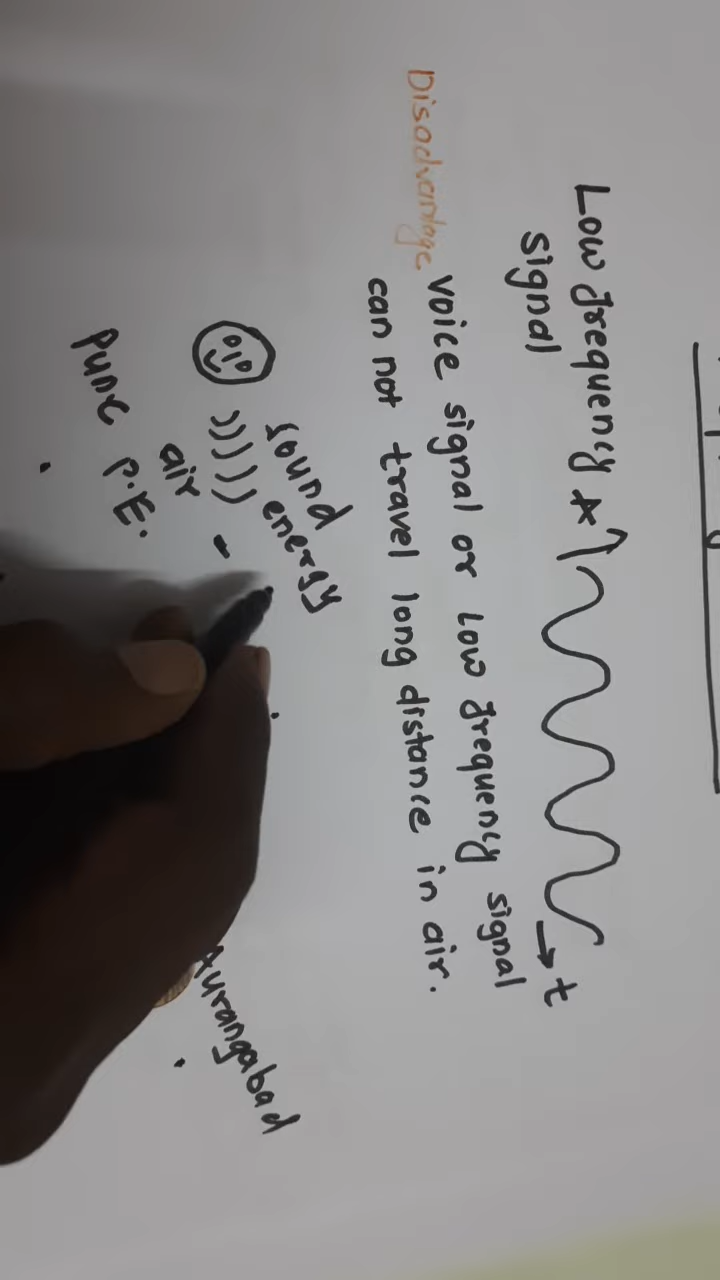 Low frequency
signal
A
→ t
Disadvantage
voice signal or Low frequency signal
can not travel long distance in air.
sound
energy
air
Pune P.E.
Aurangabad